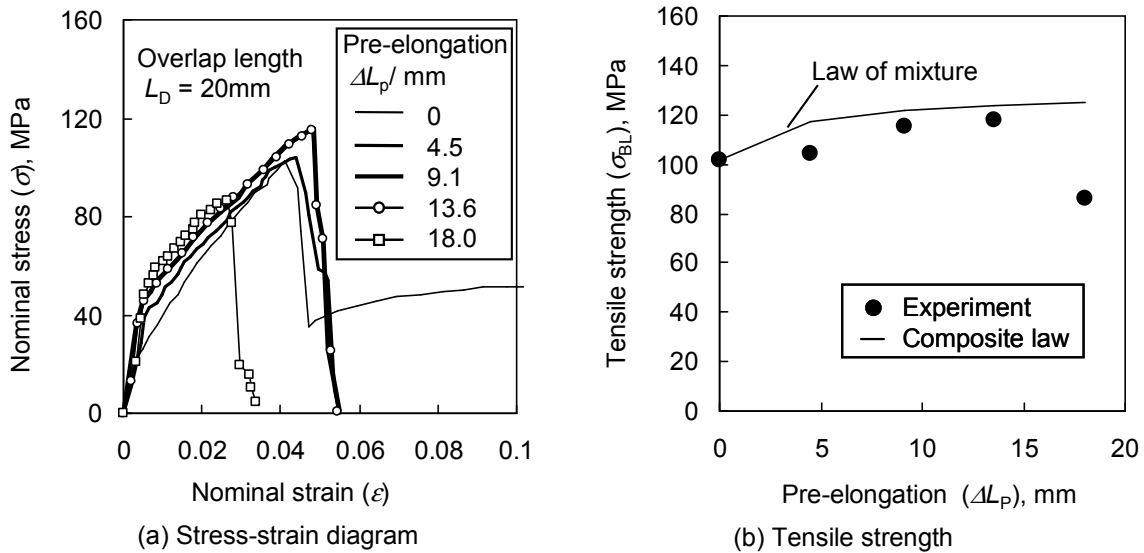 160
120
80
40
0
Nominal stress (σ), MPa
Overlap length
L_D = 20mm
Pre-elongation
ΔL_p/ mm
0
4.5
9.1
13.6
18.0
0 0.02 0.04 0.06 0.08 0.1
Nominal strain (ε)
(a) Stress-strain diagram
160
140
120
100
80
60
40
20
0
Tensile strength (σ_BL), MPa
Law of mixture
Experiment
Composite law
0 5 10 15 20
Pre-elongation (ΔL_P), mm
(b) Tensile strength